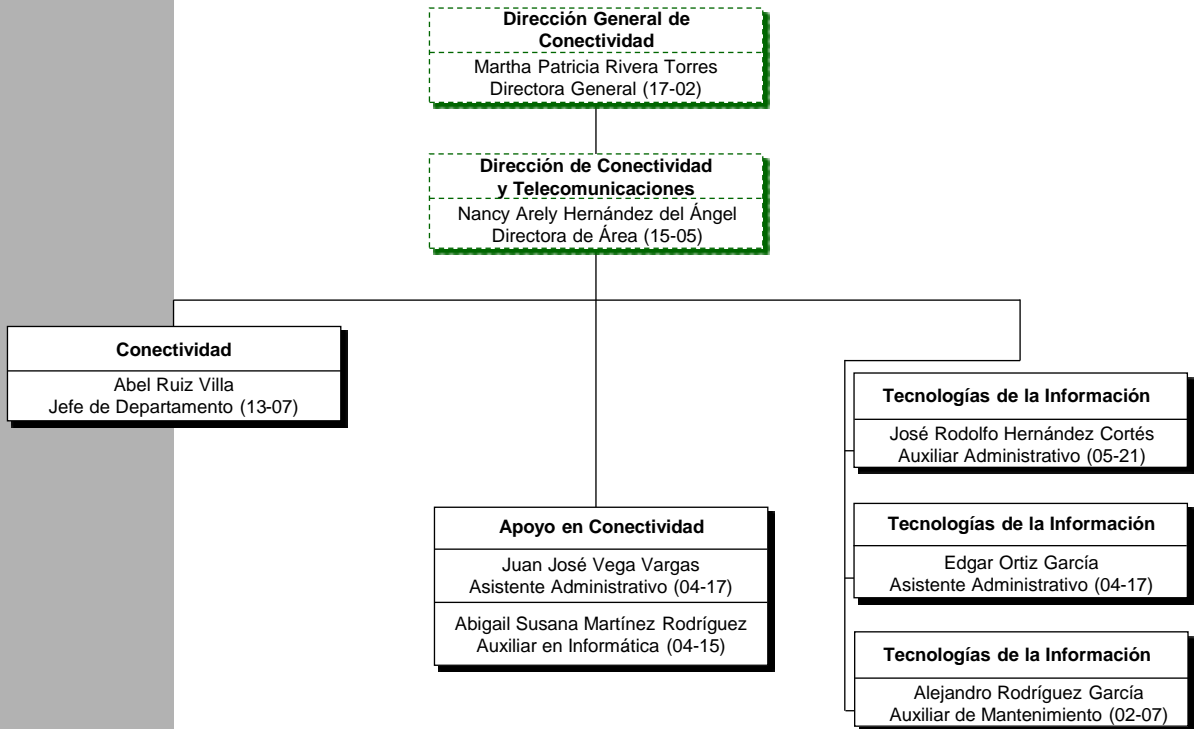 Dirección General de
Conectividad
Martha Patricia Rivera Torres
Directora General (17-02)
Dirección de Conectividad
y Telecomunicaciones
Nancy Arely Hernández del Ángel
Directora de Área (15-05)
Conectividad
Abel Ruiz Villa
Jefe de Departamento (13-07)
Apoyo en Conectividad
Juan José Vega Vargas
Asistente Administrativo (04-17)
Abigail Susana Martínez Rodríguez
Auxiliar en Informática (04-15)
Tecnologías de la Información
José Rodolfo Hernández Cortés
Auxiliar Administrativo (05-21)
Tecnologías de la Información
Edgar Ortiz García
Asistente Administrativo (04-17)
Tecnologías de la Información
Alejandro Rodríguez García
Auxiliar de Mantenimiento (02-07)